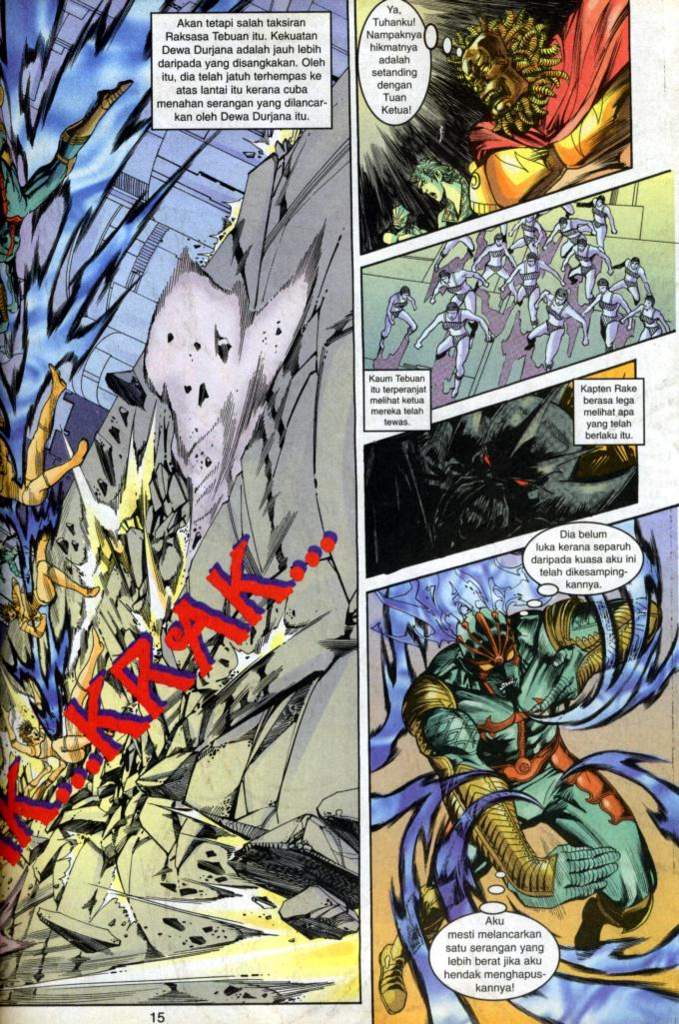 Akan tetapi salah taksiran
Raksasa Tebuan itu. Kekuatan
Dewa Durjana adalah jauh lebih
daripada yang disangkakan. Oleh
itu, dia telah jatuh terhempas ke
atas lantai itu kerana cuba
menahan serangan yang dilancar-
kan oleh Dewa Durjana itu.
K....KRAK....KRAK....
Ya,
Tuhanku!
Nampaknya
hikmatnya
adalah
setanding
dengan
Tuan
Ketua!
Kaum Tebuan
itu terperanjat
melihat ketua
mereka telah
tewas.
Kapten Rake
berasa lega
melihat apa
yang telah
berlaku itu.
Dia belum
luka kerana separuh
daripada kuasa aku ini
telah dikesamping-
kannya.
Aku
mesti melancarkan
satu serangan yang
lebih berat jika aku
hendak menghapus-
kannya!
15